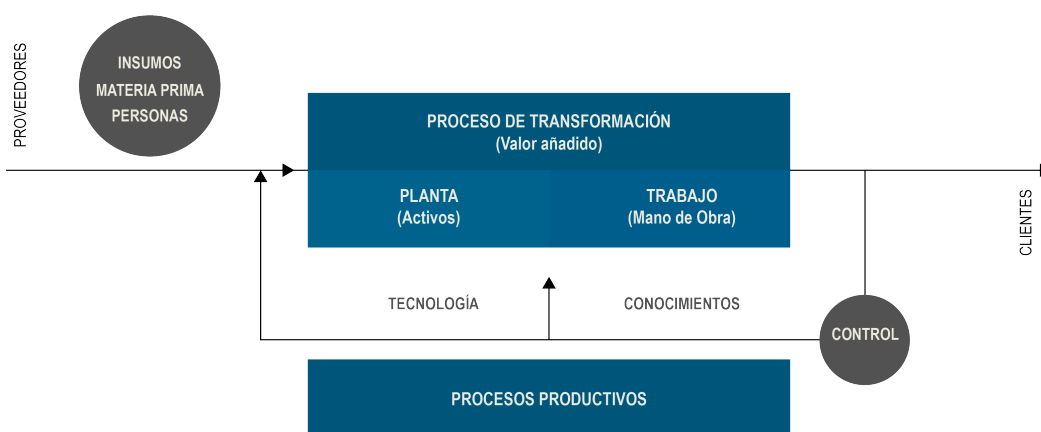 PROVEEDORES
INSUMOS
MATERIA PRIMA
PERSONAS
PROCESO DE TRANSFORMACIÓN
(Valor añadido)
PLANTA
(Activos)
TRABAJO
(Mano de Obra)
CLIENTES
TECNOLOGÍA
CONOCIMIENTOS
CONTROL
PROCESOS PRODUCTIVOS